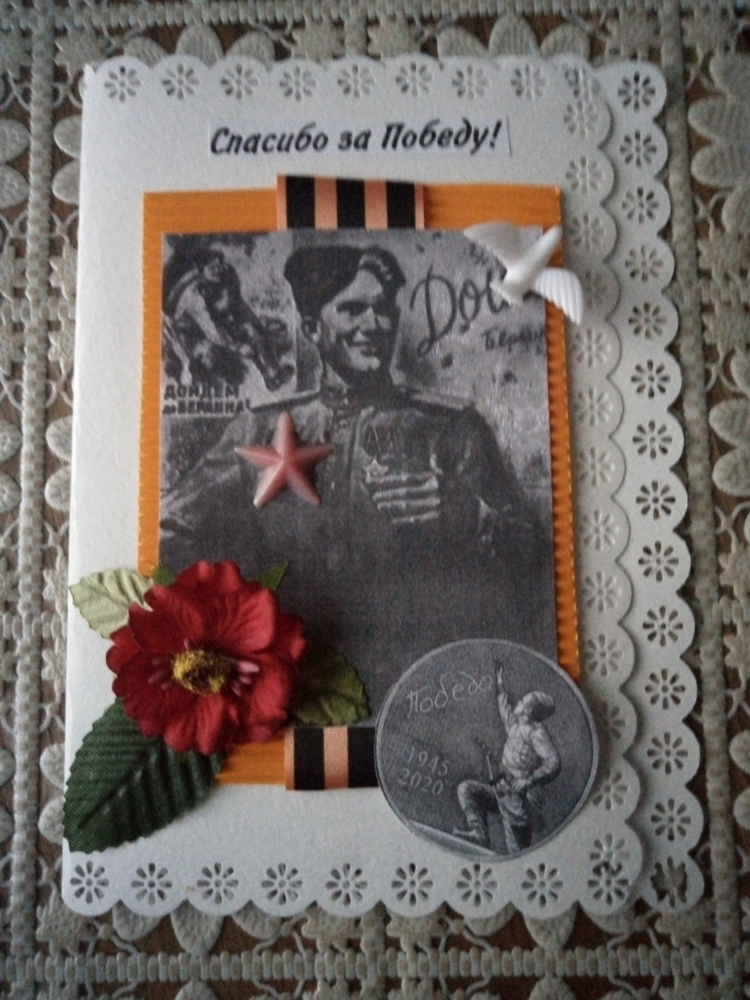 Спасибо за Победу!
ДОЙДЕМ
до БЕРЛИНА!
Победа
1945
2020